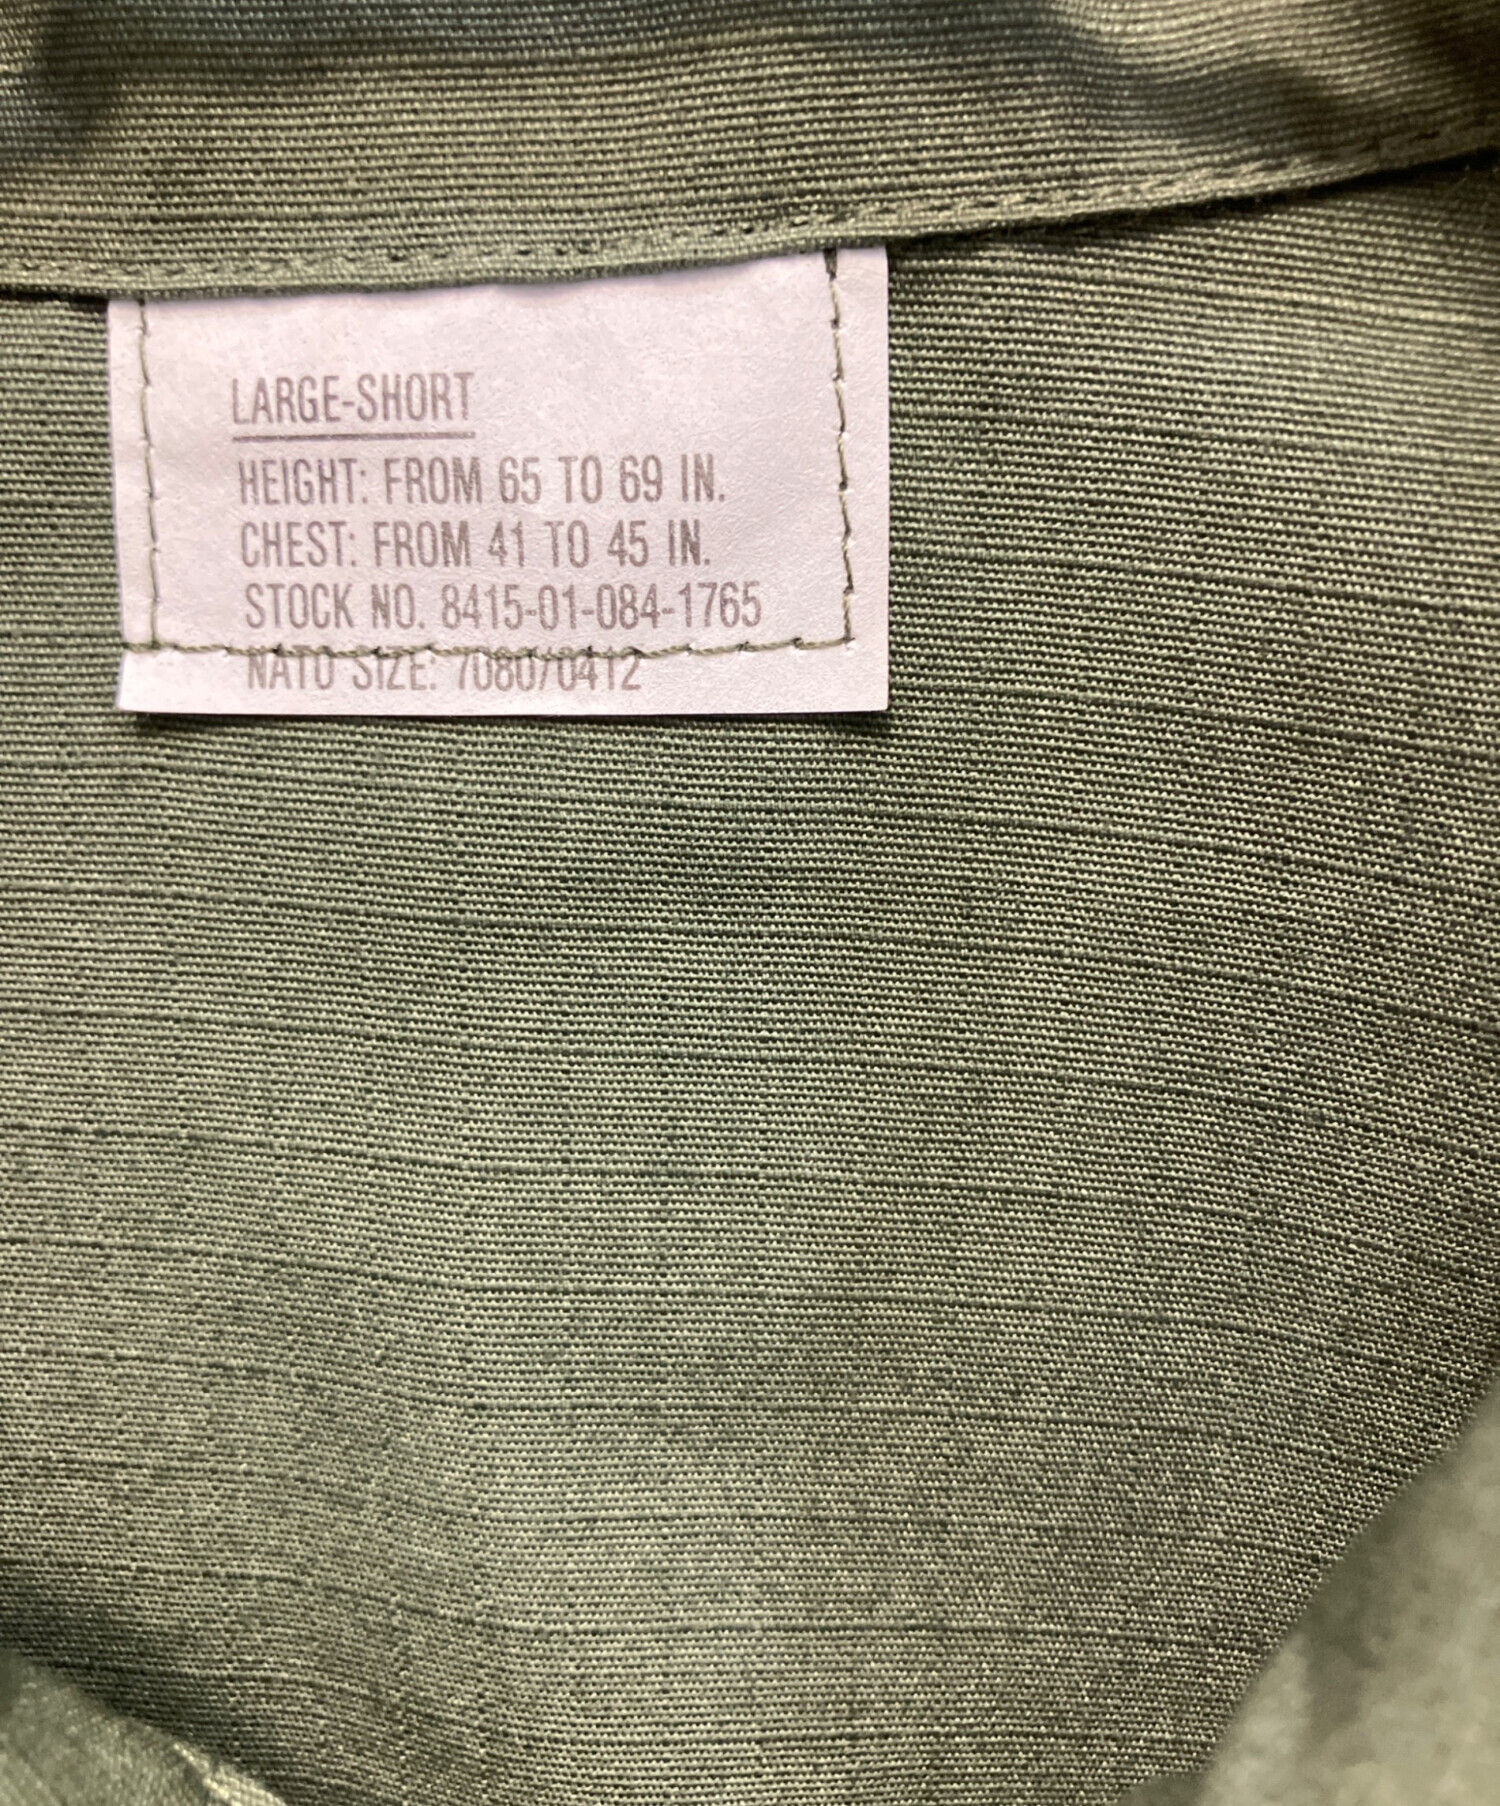 LARGE-SHORT
HEIGHT: FROM 65 TO 69 IN.
CHEST: FROM 41 TO 45 IN.
STOCK NO. 8415-01-084-1765
NATO SIZE: 7080/0412